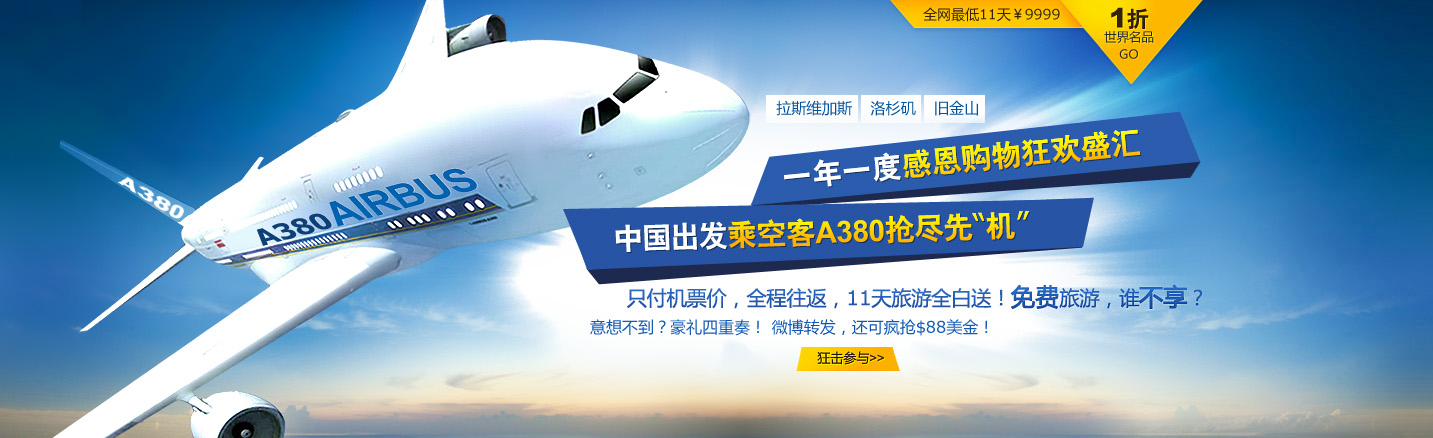 全网最低11天￥9999
1折
世界名品
GO
拉斯维加斯 洛杉矶 旧金山
一年一度感恩购物狂欢盛汇
中国出发乘空客A380抢尽先“机”
只付机票价，全程往返，11天旅游全白送！免费旅游，谁不享？
意想不到？豪礼四重奏！ 微博转发，还可疯抢$88美金！
狂击参与>>
A380
A380 AIRBUS